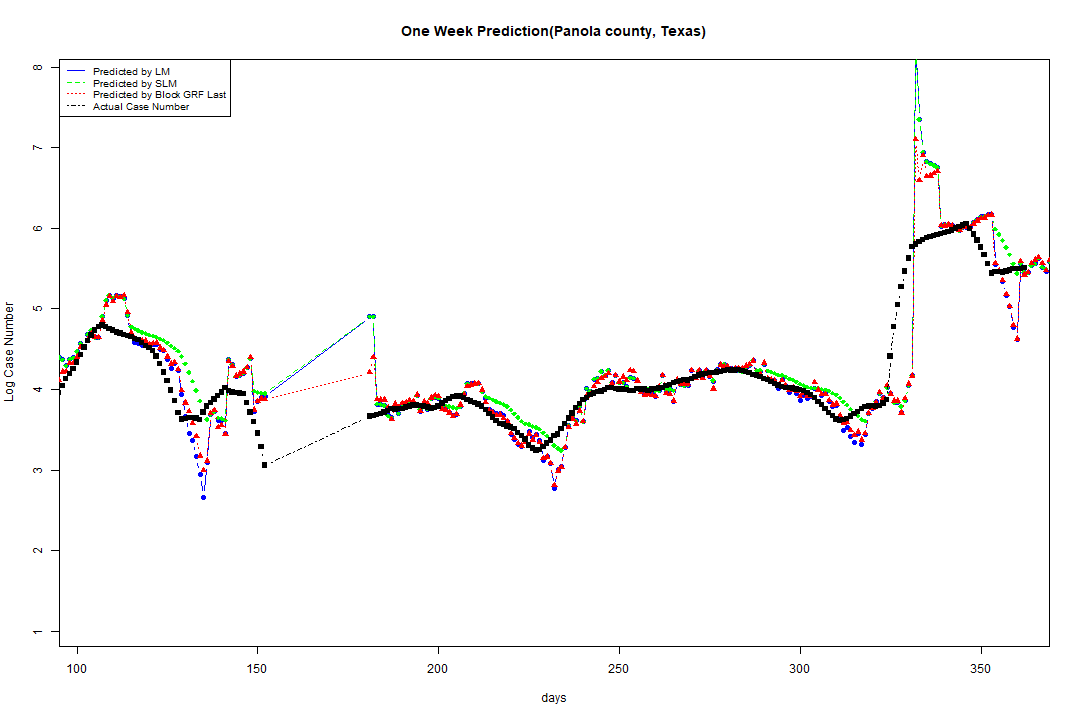 One Week Prediction(Panola county, Texas)
Predicted by LM
Predicted by SLM
Predicted by Block GRF Last
Actual Case Number
Log Case Number
8
7
6
5
4
3
2
1
100 150 200 250 300 350
days